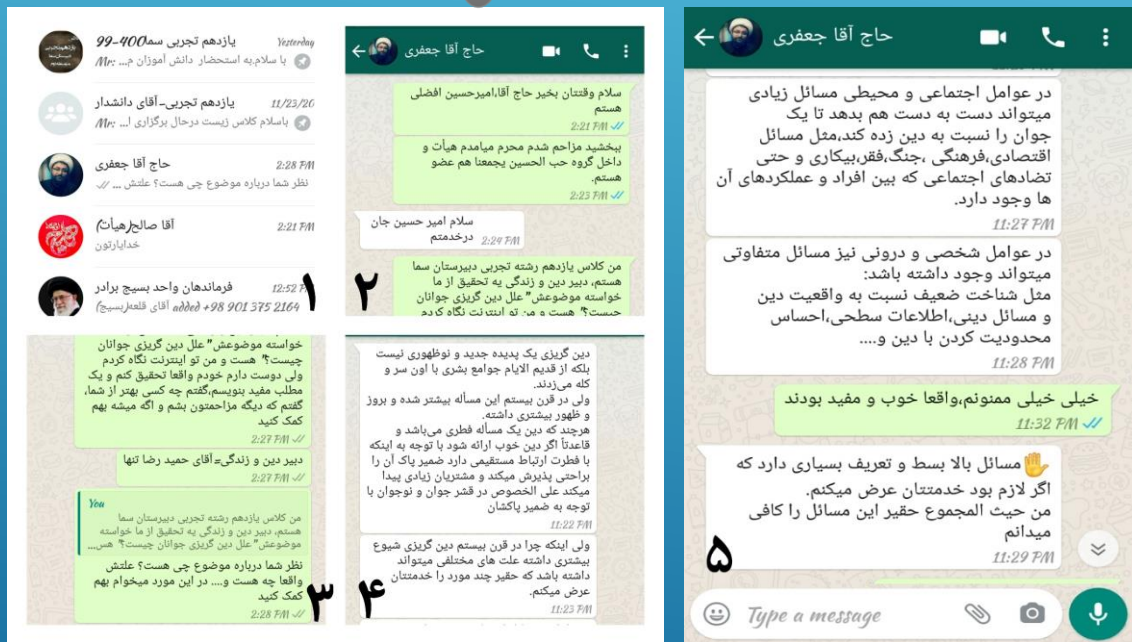 یازدهم تجربی سما400-99
Yesterday
با سلام.به استحضار دانش آموزان م... :Mr
یازدهم تجربی-آقای دانشدار
11/23/20
باسلام کلاس زیست درحال برگزاری ا... :Mr
حاج آقا جعفری
2:28 PM
نظر شما درباره موضوع چی هست؟ علتش ...
آقا صالح(هیأت)
2:21 PM
خدایارتون
فرماندهان واحد بسیج برادر
12:52 P
آقای قلعه(بسیج) added +98 901 375 2164
۱
حاج آقا جعفری
سلام وقتتان بخیر حاج آقا،امیرحسین افضلی
هستم
2:21 PM
ببخشید مزاحم شدم محرم میامدم هیأت و
داخل گروه حب الحسین یجمعنا هم عضو
هستم.
2:23 PM
سلام امیر حسین جان
درخدمتم
2:24 PM
من کلاس یازدهم رشته تجربی دبیرستان سما
هستم، دبیر دین و زندگی یه تحقیق از ما
خواسته موضوعش" علل دین گریزی جوانان
چیست؟" هست و من تو اینترنت نگاه کردم
۲
خواسته موضوعش" علل دین گریزی جوانان
چیست؟" هست و من تو اینترنت نگاه کردم
ولی دوست دارم خودم واقعا تحقیق کنم و یک
مطلب مفید بنویسم،گفتم چه کسی بهتر از شما،
گفتم که دیگه مزاحمتون بشم و اگه میشه بهم
کمک کنید
2:27 PM
دبیر دین و زندگی=آقای حمید رضا تنها
2:27 PM
You
من کلاس یازدهم رشته تجربی دبیرستان سما
هستم، دبیر دین و زندگی یه تحقیق از ما خواسته
موضوعش" علل دین گریزی جوانان چیست؟" هس...
نظر شما درباره موضوع چی هست؟ علتش
واقعا چه هست و.... در این مورد میخوام بهم
کمک کنید
2:28 PM
۳
دین گریزی یک پدیده جدید و نوظهوری نیست
بلکه از قدیم الایام جوامع بشری با اون سر و
کله می‌زدند.
ولی در قرن بیستم این مسأله بیشتر شده و بروز
و ظهور بیشتری داشته.
هرچند که دین یک مسأله فطری می‌باشد و
قاعدتاً اگر دین خوب ارائه شود با توجه به اینکه
با فطرت ارتباط مستقیمی دارد ضمیر پاک آن را
براحتی پذیرش میکند و مشتریان زیادی پیدا
میکند علی الخصوص در قشر جوان و نوجوان با
توجه به ضمیر پاکشان
11:22 PM
ولی اینکه چرا در قرن بیستم دین گریزی شیوع
بیشتری داشته علت های مختلفی میتواند
داشته باشد که حقیر چند مورد را خدمتتان
عرض میکنم.
11:23 PM
۴
حاج آقا جعفری
در عوامل اجتماعی و محیطی مسائل زیادی
میتواند دست به دست هم بدهد تا یک
جوان را نسبت به دین زده کند،مثل مسائل
اقتصادی،فرهنگی ،جنگ،فقر،بیکاری و حتی
تضادهای اجتماعی که بین افراد و عملکردهای آن
ها وجود دارد.
11:27 PM
در عوامل شخصی و درونی نیز مسائل متفاوتی
میتواند وجود داشته باشد:
مثل شناخت ضعیف نسبت به واقعیت دین
و مسائل دینی،اطلاعات سطحی،احساس
محدودیت کردن با دین و....
11:28 PM
خیلی خیلی ممنونم،واقعا خوب و مفید بودند
11:32 PM
🤚مسائل بالا بسط و تعریف بسیاری دارد که
اگر لازم بود خدمتتان عرض میکنم.
من حیث المجموع حقیر این مسائل را کافی
میدانم
11:29 PM
۵
Type a message